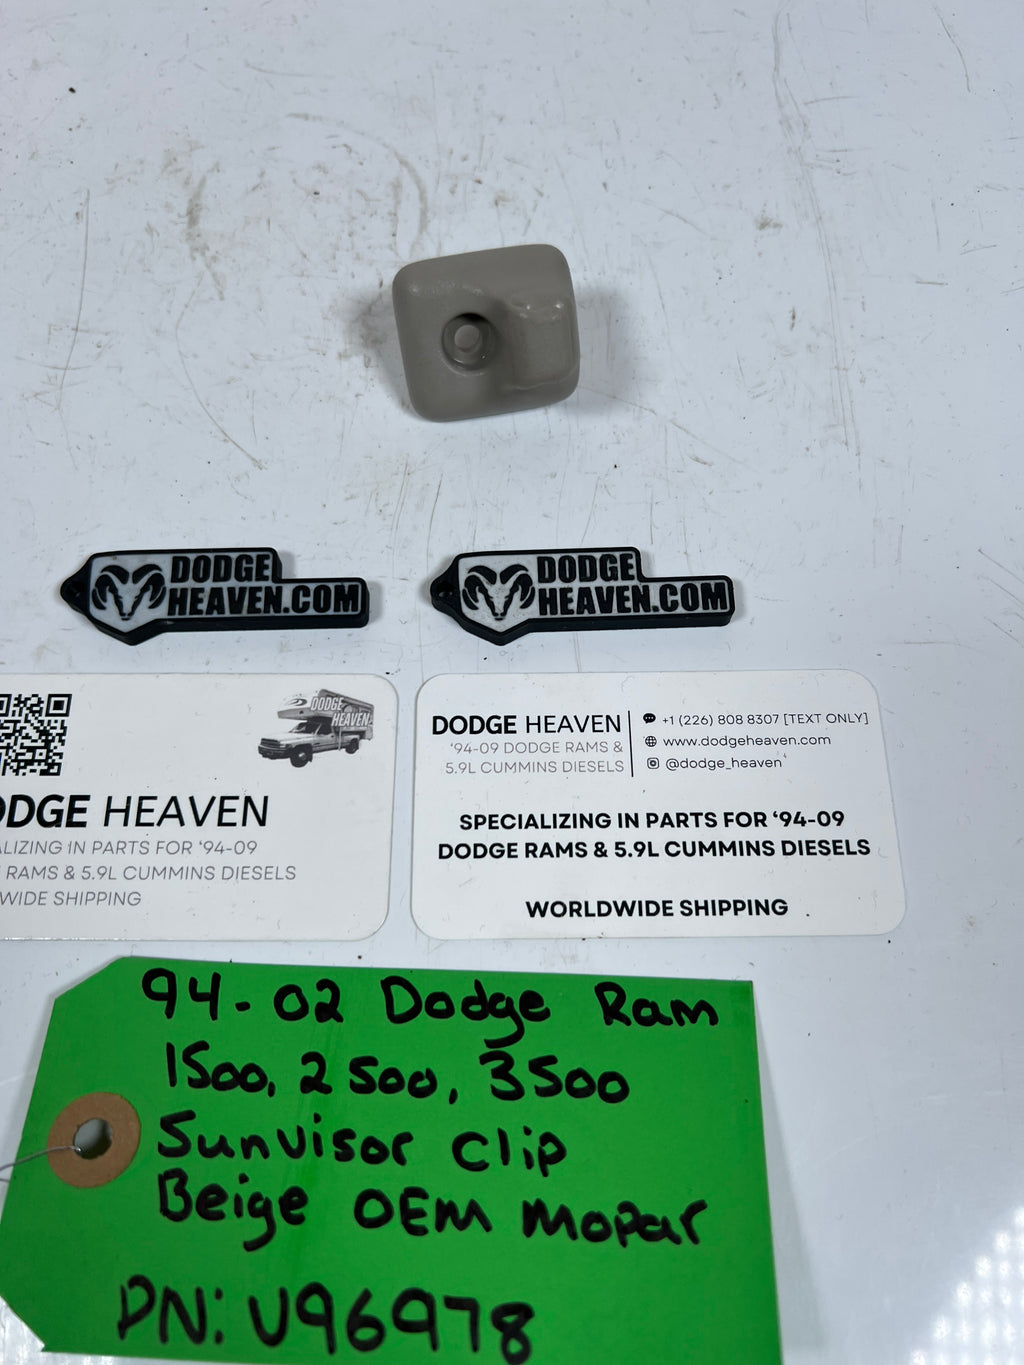 DODGE
HEAVEN.COM
DODGE
HEAVEN.COM
DODGE
HEAVEN
DODGE HEAVEN
'94-09 DODGE RAMS &
5.9L CUMMINS DIESELS
+1 (226) 808 8307 [TEXT ONLY]
www.dodgeheaven.com
@dodge_heaven
SPECIALIZING IN PARTS FOR '94-09
DODGE RAMS & 5.9L CUMMINS DIESELS
WORLDWIDE SHIPPING
ODGE HEAVEN
LIZING IN PARTS FOR '94-09
RAMS & 5.9L CUMMINS DIESELS
WIDE SHIPPING
94-02 Dodge Ram
1500, 2500, 3500
Sunvisor Clip
Beige OEM Mopar
PN: U96978